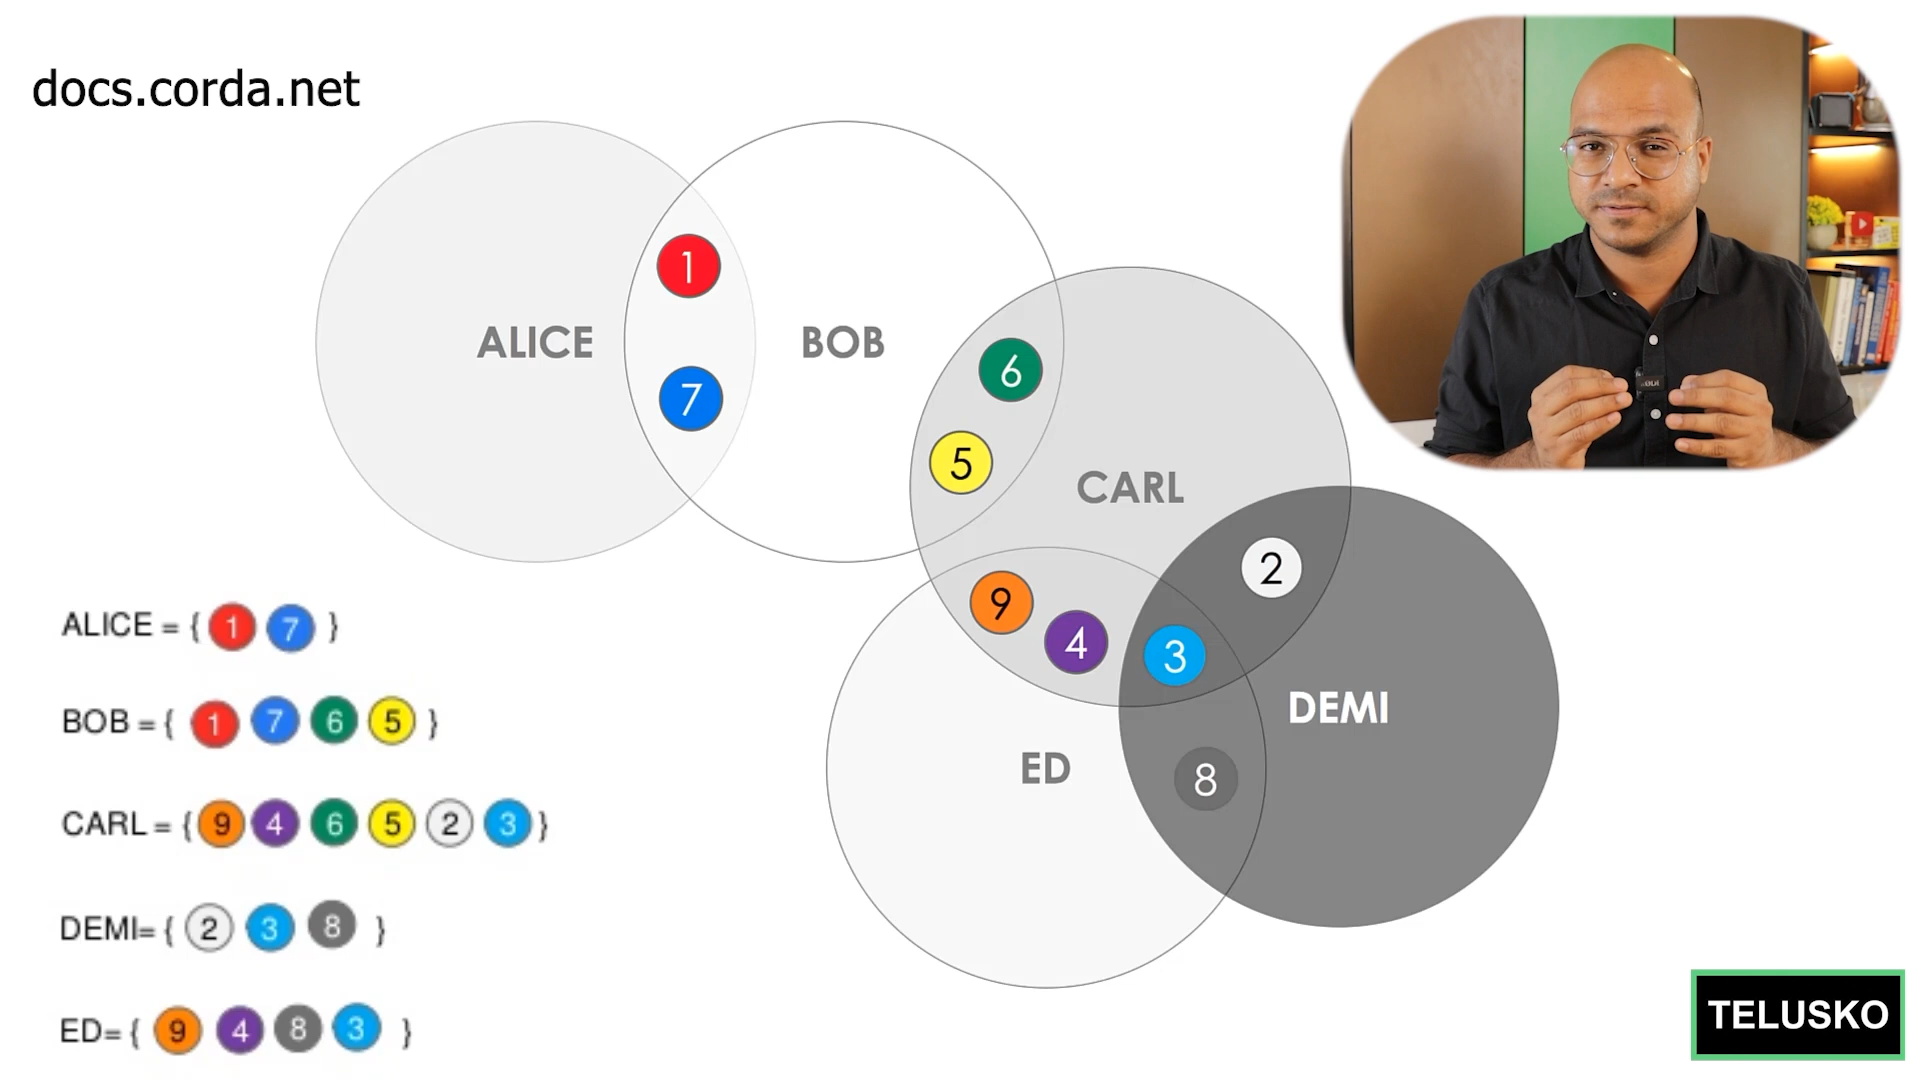 docs.corda.net
ALICE
BOB
CARL
DEMI
ED
1
7
6
5
2
9
4
3
8
ALICE = { 1 7 }
BOB = { 1 7 6 5 }
CARL = { 9 4 6 5 2 3 }
DEMI= { 2 3 8 }
ED= { 9 4 8 3 }
TELUSKO